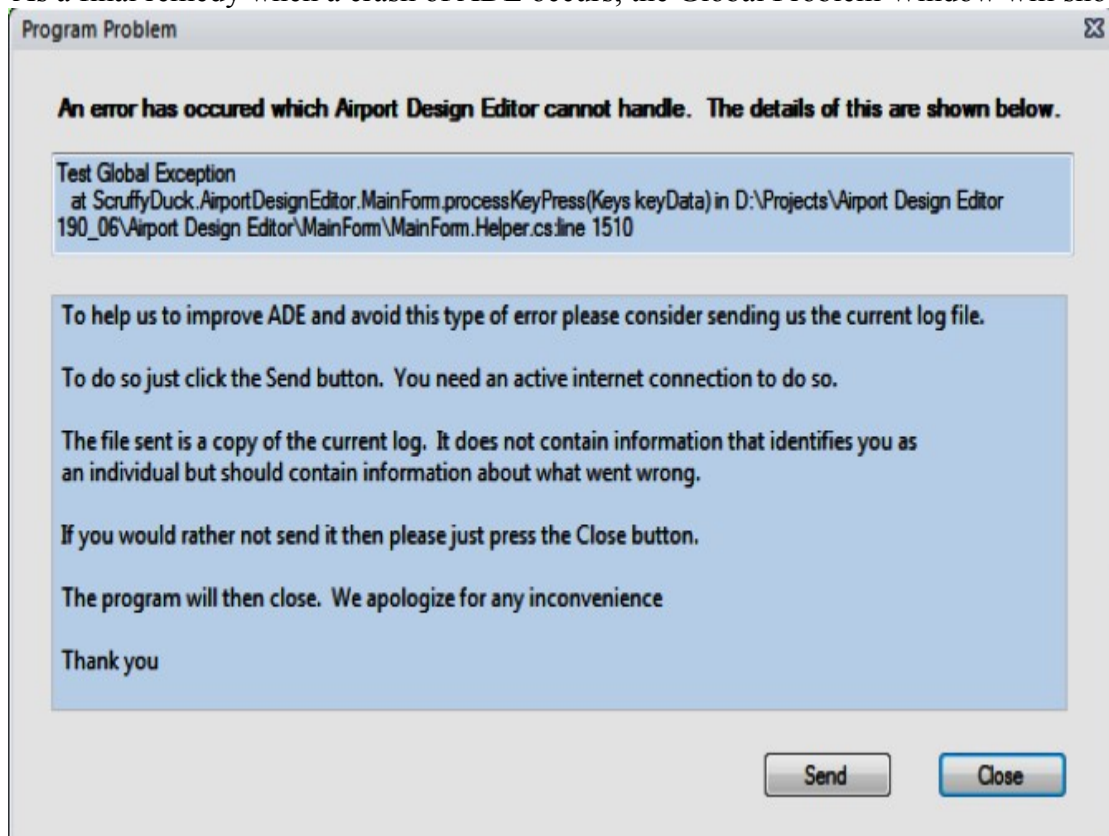 As a final remedy when a crash of ADE occurs, the Global Problem Window will sho
Program Problem
An error has occured which Airport Design Editor cannot handle. The details of this are shown below.
Test Global Exception
at ScruffyDuck.AirportDesignEditor.MainForm.processKeyPress(Keys keyData) in D:\Projects\Airport Design Editor
190_06\Airport Design Editor\MainForm\MainForm.Helper.cs:line 1510
To help us to improve ADE and avoid this type of error please consider sending us the current log file.
To do so just click the Send button. You need an active internet connection to do so.
The file sent is a copy of the current log. It does not contain information that identifies you as
an individual but should contain information about what went wrong.
If you would rather not send it then please just press the Close button.
The program will then close. We apologize for any inconvenience
Thank you
Send
Close